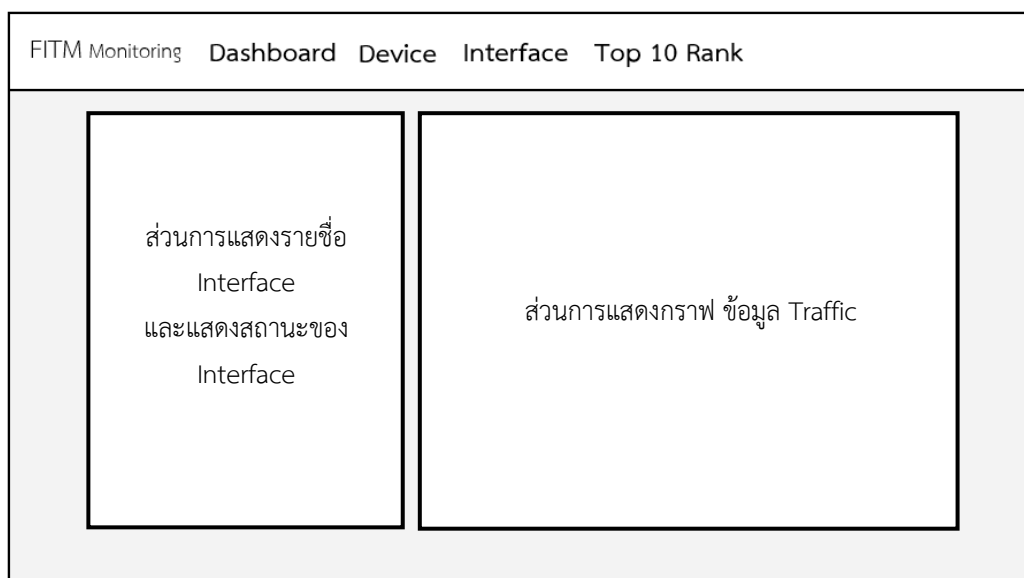 FITM Monitoring Dashboard Device Interface Top 10 Rank
ส่วนการแสดงรายชื่อ
Interface
และแสดงสถานะของ
Interface
ส่วนการแสดงกราฟ ข้อมูล Traffic